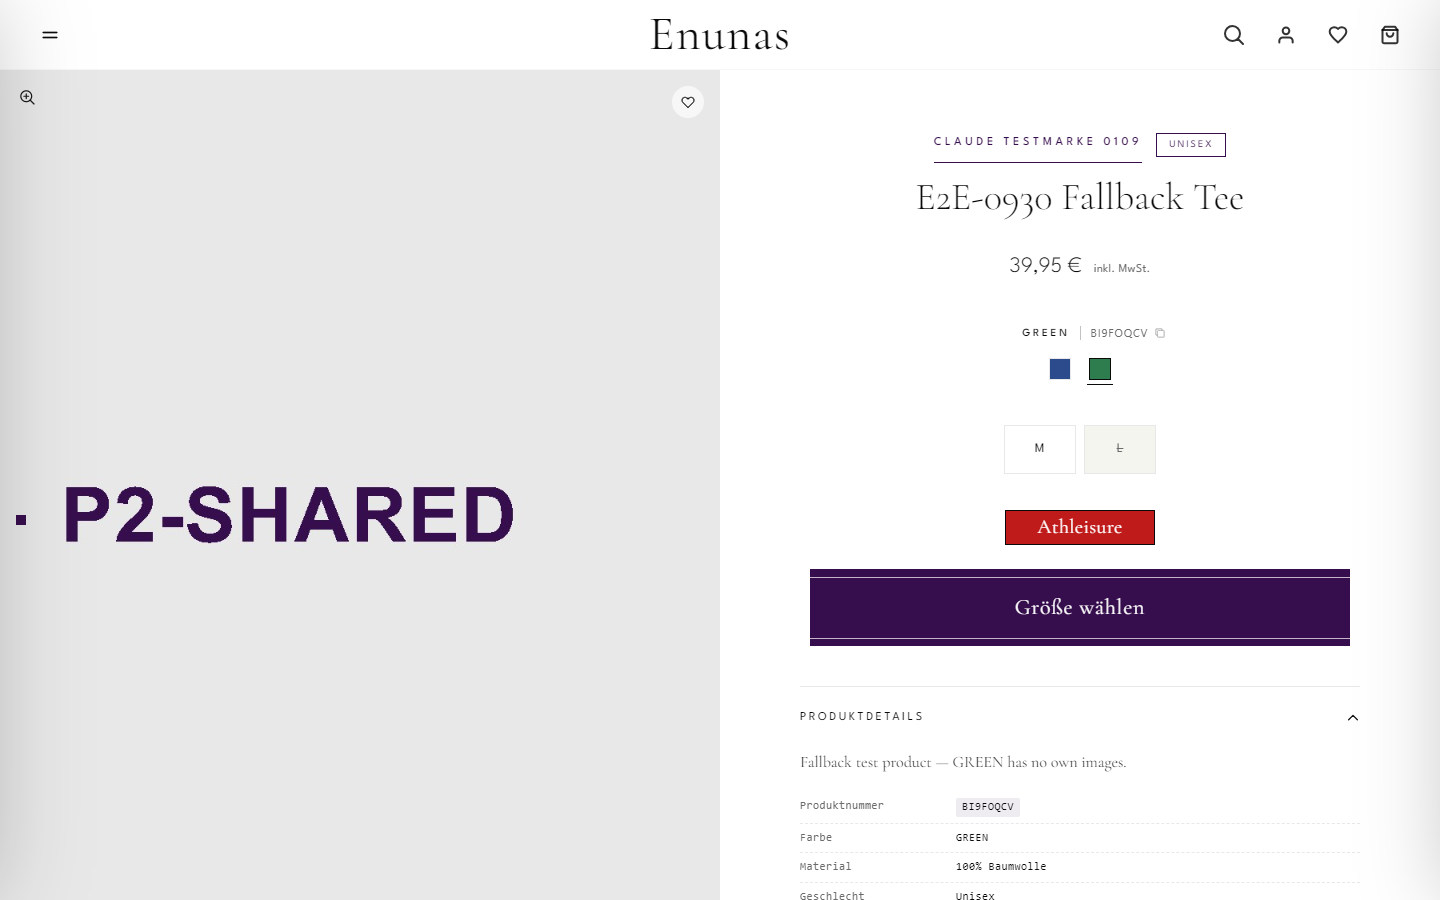 Enunas
P2-SHARED
CLAUDE TESTMARKE 0109
UNISEX
E2E-0930 Fallback Tee
39,95 € inkl. MwSt.
GREEN | BI9FOQCV
M
L
Athleisure
Größe wählen
PRODUKTDETAILS
Fallback test product — GREEN has no own images.
Produktnummer BI9FOQCV
Farbe GREEN
Material 100% Baumwolle
Geschlecht Unisex